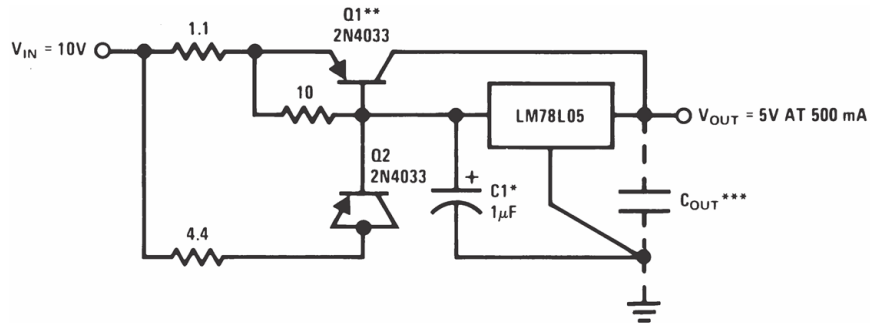 1.1
Q1**
2N4033
V_IN = 10V
10
LM78L05
V_OUT = 5V AT 500 mA
Q2
2N4033
+
C1*
1μF
C_OUT***
4.4